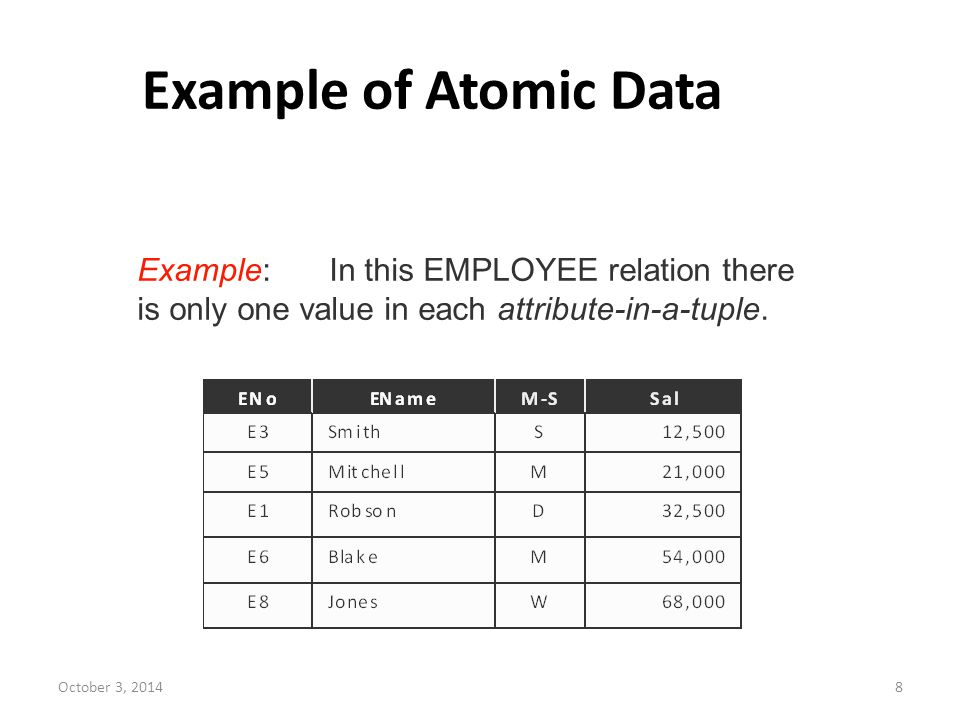 Example of Atomic Data
Example: In this EMPLOYEE relation there
is only one value in each attribute-in-a-tuple.
ENo EName M-S Sal
E3 Smith S 12,500
E5 Mitchell M 21,000
E1 Robson D 32,500
E6 Blake M 54,000
E8 Jones W 68,000
October 3, 2014 8